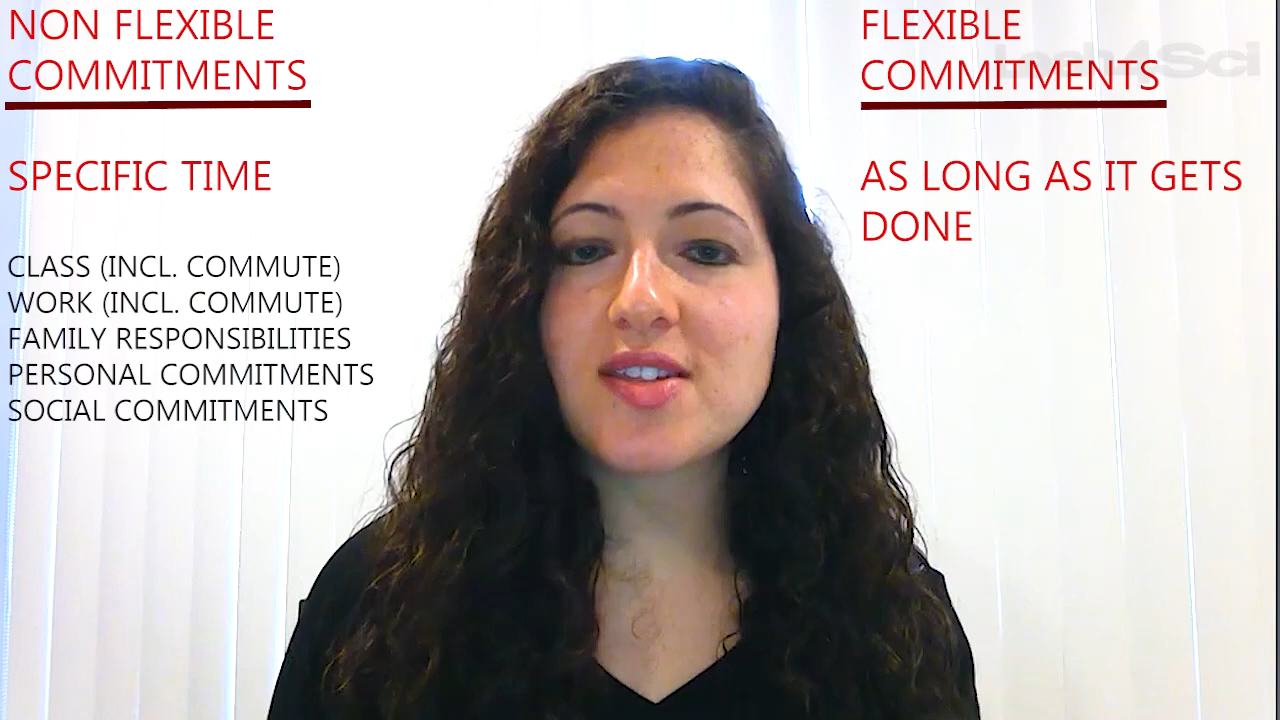 NON FLEXIBLE
COMMITMENTS
SPECIFIC TIME
CLASS (INCL. COMMUTE)
WORK (INCL. COMMUTE)
FAMILY RESPONSIBILITIES
PERSONAL COMMITMENTS
SOCIAL COMMITMENTS
FLEXIBLE
COMMITMENTS
AS LONG AS IT GETS
DONE